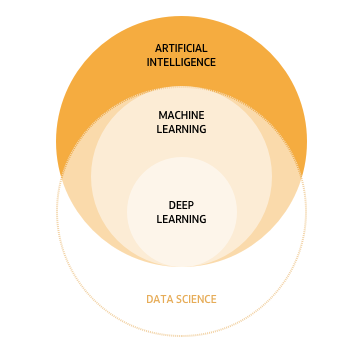 ARTIFICIAL
INTELLIGENCE
MACHINE
LEARNING
DEEP
LEARNING
DATA SCIENCE